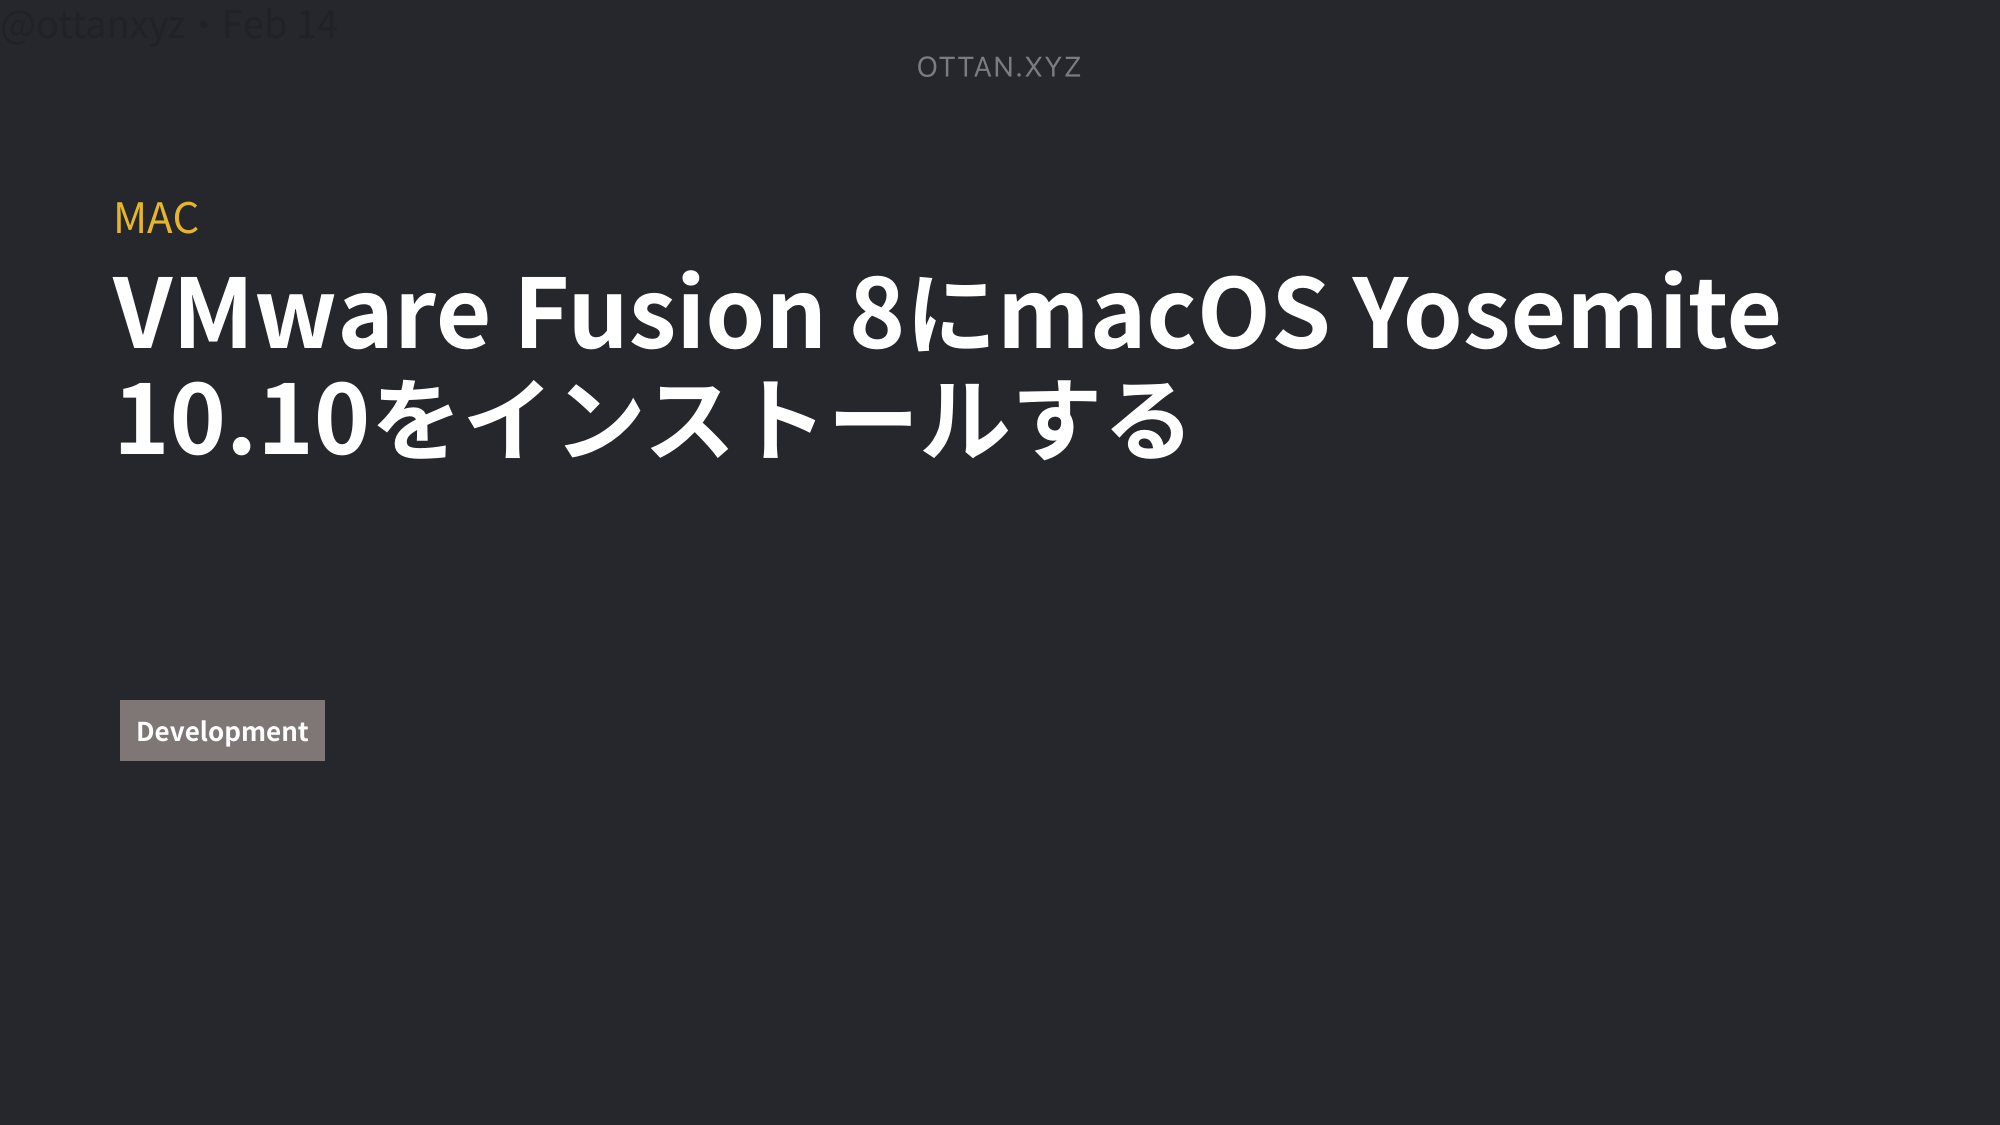 @ottanxyz・Feb 14
OTTAN.XYZ
MAC
VMware Fusion 8にmacOS Yosemite
10.10をインストールする
Development